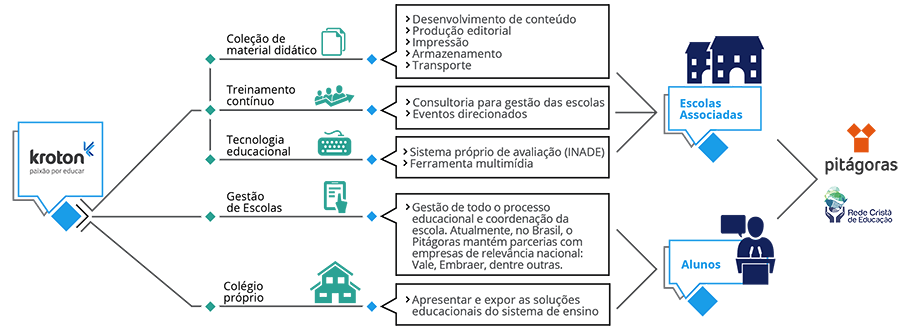 kroton
paixão por educar
Coleção de
material didático
Desenvolvimento de conteúdo
Produção editorial
Impressão
Armazenamento
Transporte
Treinamento
contínuo
Consultoria para gestão das escolas
Eventos direcionados
Tecnologia
educacional
Sistema próprio de avaliação (INADE)
Ferramenta multimídia
Gestão
de Escolas
Gestão de todo o processo
educacional e coordenação da
escola. Atualmente, no Brasil, o
Pitágoras mantém parcerias com
empresas de relevância nacional:
Vale, Embraer, dentre outras.
Colégio
próprio
Apresentar e expor as soluções
educacionais do sistema de ensino
Escolas
Associadas
Alunos
pitágoras
Rede Cristã
de Educação